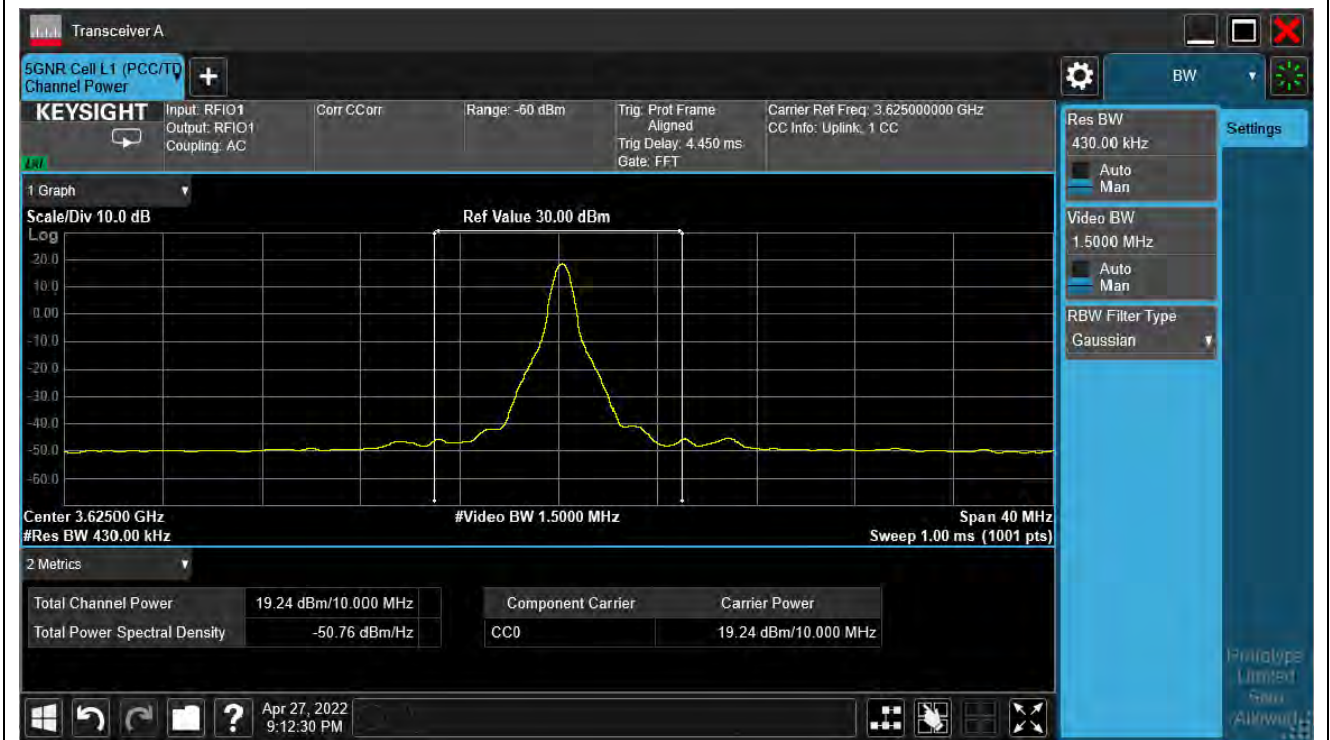 Transceiver A
5GNR Cell L1 (PCC/TD
Channel Power
+
BW
KEYSIGHT
Input: RFIO1
Output: RFIO1
Coupling: AC
Corr CCorr
Range: -60 dBm
Trig: Prot Frame
Aligned
Trig Delay: 4.450 ms
Gate: FFT
Carrier Ref Freq: 3.625000000 GHz
CC Info: Uplink, 1 CC
LXI
1 Graph
Scale/Div 10.0 dB
Ref Value 30.00 dBm
Log
20.0
10.0
0.00
-10.0
-20.0
-30.0
-40.0
-50.0
-60.0
Center 3.62500 GHz
#Video BW 1.5000 MHz
Span 40 MHz
#Res BW 430.00 kHz
Sweep 1.00 ms (1001 pts)
2 Metrics
Total Channel Power 19.24 dBm/10.000 MHz
Total Power Spectral Density -50.76 dBm/Hz
Component Carrier Carrier Power
CC0 19.24 dBm/10.000 MHz
Res BW
430.00 kHz
Auto
Man
Video BW
1.5000 MHz
Auto
Man
RBW Filter Type
Gaussian
Settings
Prototype
Limited
?
Apr 27, 2022
9:12:30 PM